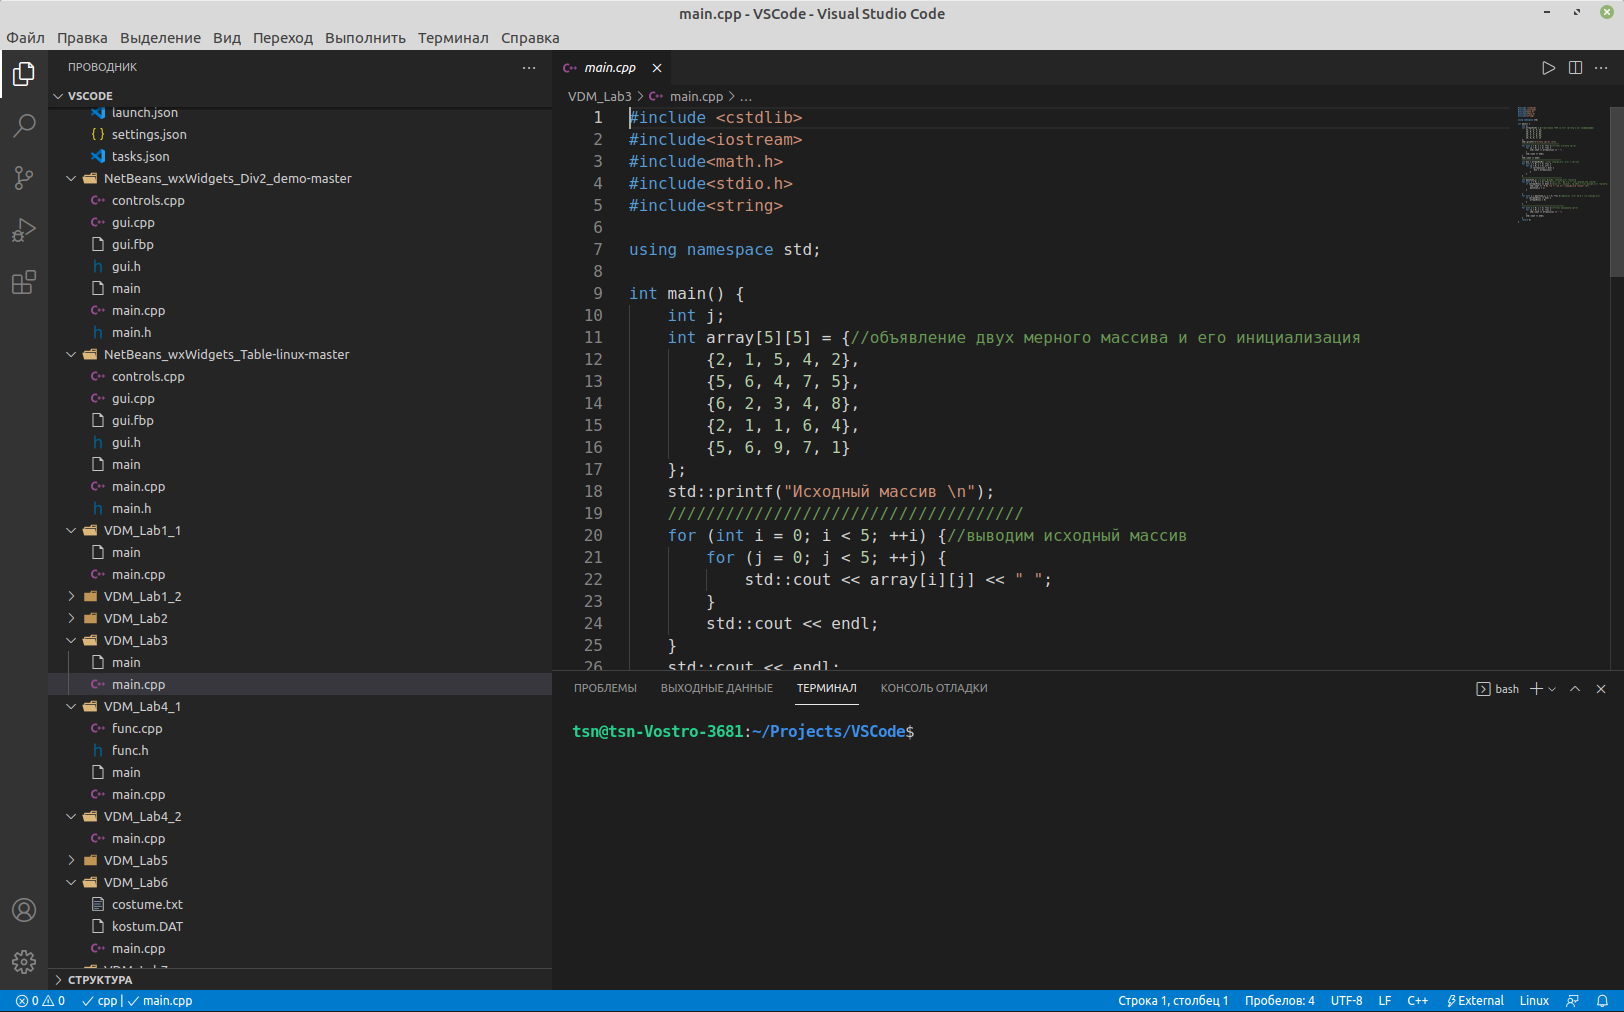 main.cpp - VSCode - Visual Studio Code
Файл Правка Выделение Вид Переход Выполнить Терминал Справка
ПРОВОДНИК
VSCODE
launch.json
settings.json
tasks.json
NetBeans_wxWidgets_Div2_demo-master
controls.cpp
gui.cpp
gui.fbp
gui.h
main
main.cpp
main.h
NetBeans_wxWidgets_Table-linux-master
controls.cpp
gui.cpp
gui.fbp
gui.h
main
main.cpp
main.h
VDM_Lab1_1
main
main.cpp
VDM_Lab1_2
VDM_Lab2
VDM_Lab3
main
main.cpp
VDM_Lab4_1
func.cpp
func.h
main
main.cpp
VDM_Lab4_2
main.cpp
VDM_Lab5
VDM_Lab6
costume.txt
kostum.DAT
main.cpp
СТРУКТУРА
main.cpp
VDM_Lab3 > main.cpp > ...
1 #include <cstdlib>
2 #include<iostream>
3 #include<math.h>
4 #include<stdio.h>
5 #include<string>
6
7 using namespace std;
8
9 int main() {
10 int j;
11 int array[5][5] = {//объявление двух мерного массива и его инициализация
12 {2, 1, 5, 4, 2},
13 {5, 6, 4, 7, 5},
14 {6, 2, 3, 4, 8},
15 {2, 1, 1, 6, 4},
16 {5, 6, 9, 7, 1}
17 };
18 std::printf("Исходный массив \n");
19 /////////////////////////////////////
20 for (int i = 0; i < 5; ++i) {//выводим исходный массив
21 for (j = 0; j < 5; ++j) {
22 std::cout << array[i][j] << " ";
23 }
24 std::cout << endl;
25 }
26 std::cout << endl;
ПРОБЛЕМЫ ВЫХОДНЫЕ ДАННЫЕ ТЕРМИНАЛ КОНСОЛЬ ОТЛАДКИ
bash
tsn@tsn-Vostro-3681:~/Projects/VSCode$
0 0 cpp | main.cpp
Строка 1, столбец 1 Пробелов: 4 UTF-8 LF C++ External Linux